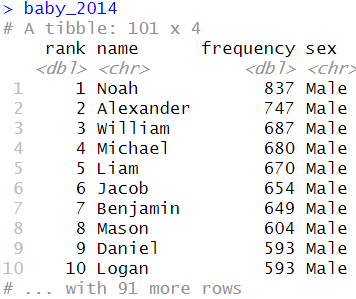 > baby_2014
# A tibble: 101 x 4
rank name frequency sex
<dbl> <chr> <dbl> <chr>
1 1 Noah 837 Male
2 2 Alexander 747 Male
3 3 William 687 Male
4 4 Michael 680 Male
5 5 Liam 670 Male
6 6 Jacob 654 Male
7 7 Benjamin 649 Male
8 8 Mason 604 Male
9 9 Daniel 593 Male
10 10 Logan 593 Male
# ... with 91 more rows